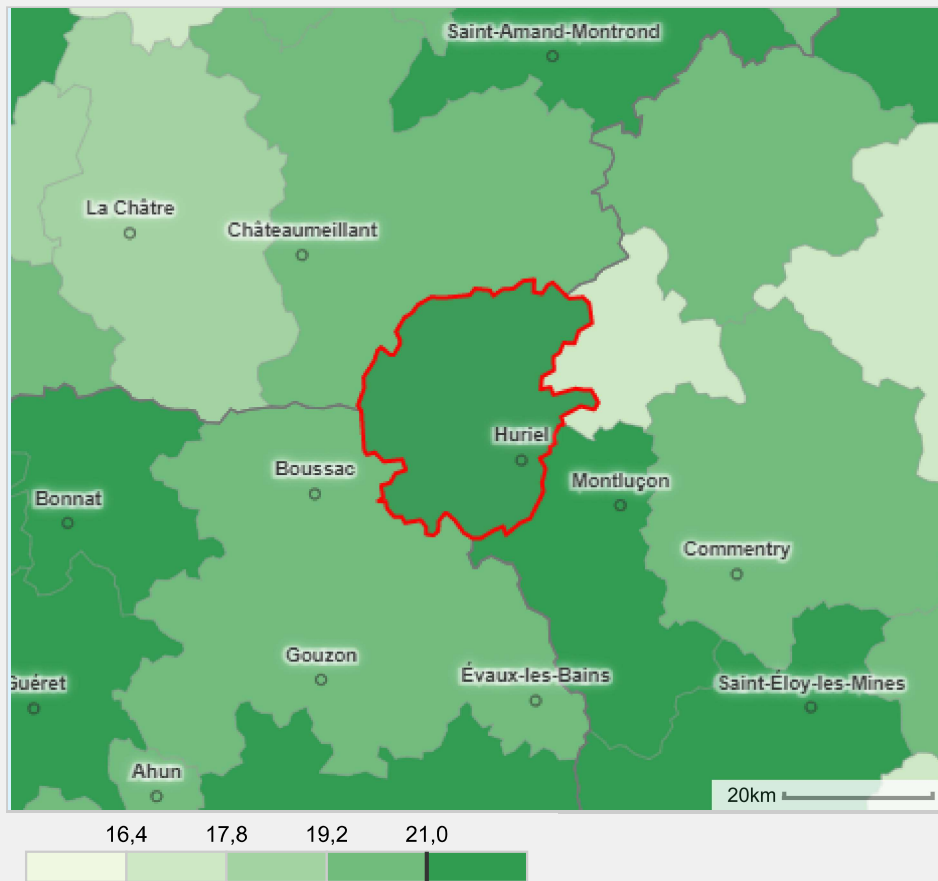 Saint-Amand-Montrond
La Châtre
Châteaumeillant
Huriel
Boussac
Montluçon
Bonnat
Commentry
Gouzon
Évaux-les-Bains
Guéret
Saint-Éloy-les-Mines
Ahun
20km
16,4 17,8 19,2 21,0